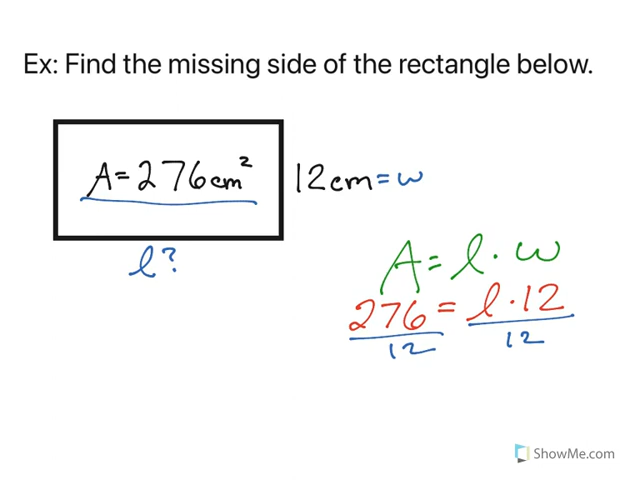 Ex: Find the missing side of the rectangle below.
A=276cm²
12cm=w
l?
A=l·w
276=l·12
12 12
ShowMe.com